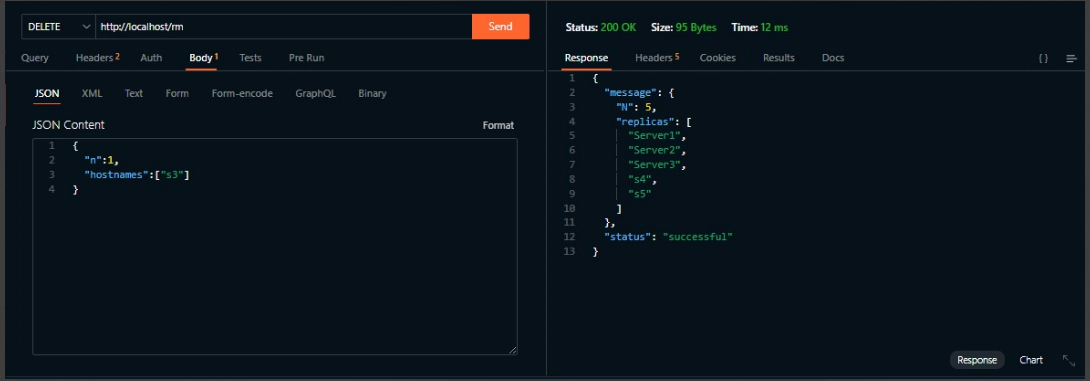 DELETE http://localhost/rm Send
Query Headers 2 Auth Body 1 Tests Pre Run
JSON XML Text Form Form-encode GraphQL Binary
JSON Content Format
1 {
2 "n":1,
3 "hostnames":["s3"]
4 }
Status: 200 OK Size: 95 Bytes Time: 12 ms
Response Headers 5 Cookies Results Docs { }
1 {
2 "message": {
3 "N": 5,
4 "replicas": [
5 "Server1",
6 "Server2",
7 "Server3",
8 "s4",
9 "s5"
10 ]
11 },
12 "status": "successful"
13 }
Response Chart